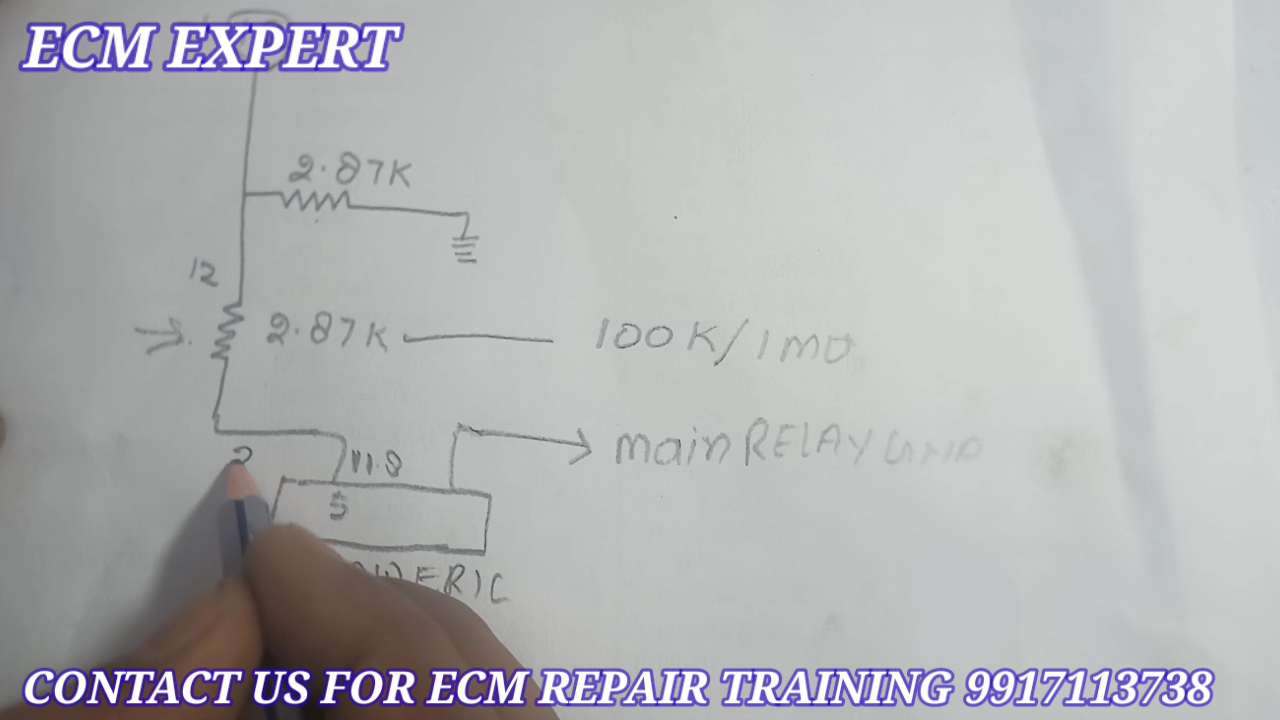 ECM EXPERT
2.87K
12
2.87K 100K/1MΩ
main RELAY GND
11.8
2
5
CONTACT US FOR ECM REPAIR TRAINING 9917113738